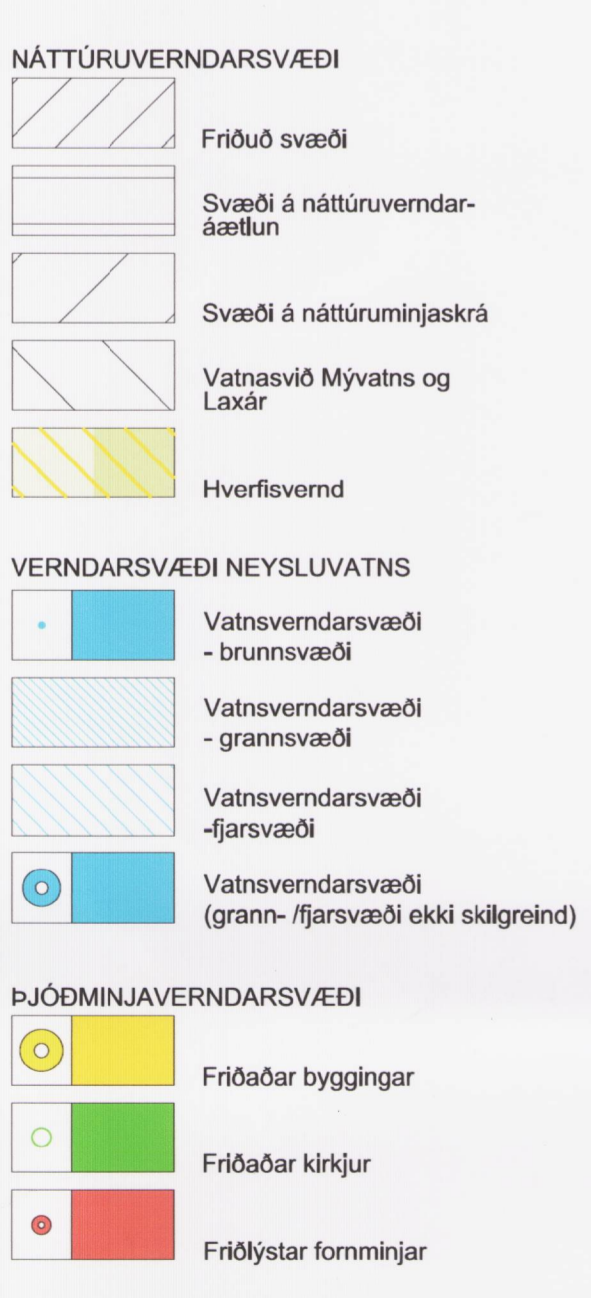 NÁTTÚRUVERNDARSVÆÐI
Friðuð svæði
Svæði á náttúruverndar-
áætlun
Svæði á náttúruminjaskrá
Vatnasvið Mývatns og
Laxár
Hverfisvernd
VERNDARSVÆÐI NEYSLUVATNS
Vatnsverndarsvæði
- brunnsvæði
Vatnsverndarsvæði
- grannsvæði
Vatnsverndarsvæði
-fjarsvæði
Vatnsverndarsvæði
(grann- /fjarsvæði ekki skilgreind)
ÞJÓÐMINJAVERNDARSVÆÐI
Friðaðar byggingar
Friðaðar kirkjur
Friðlýstar fornminjar